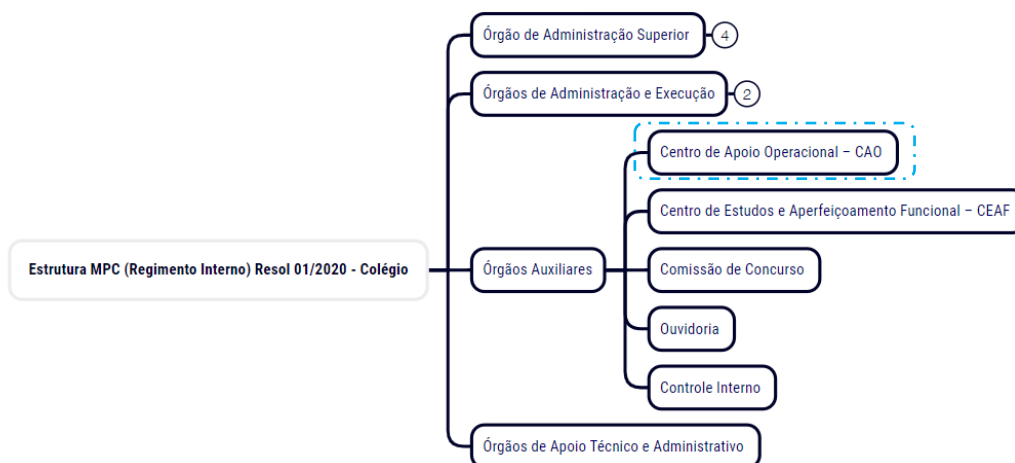 Órgão de Administração Superior
4
Órgãos de Administração e Execução
2
Centro de Apoio Operacional – CAO
Centro de Estudos e Aperfeiçoamento Funcional – CEAF
Estrutura MPC (Regimento Interno) Resol 01/2020 - Colégio
Órgãos Auxiliares
Comissão de Concurso
Ouvidoria
Controle Interno
Órgãos de Apoio Técnico e Administrativo